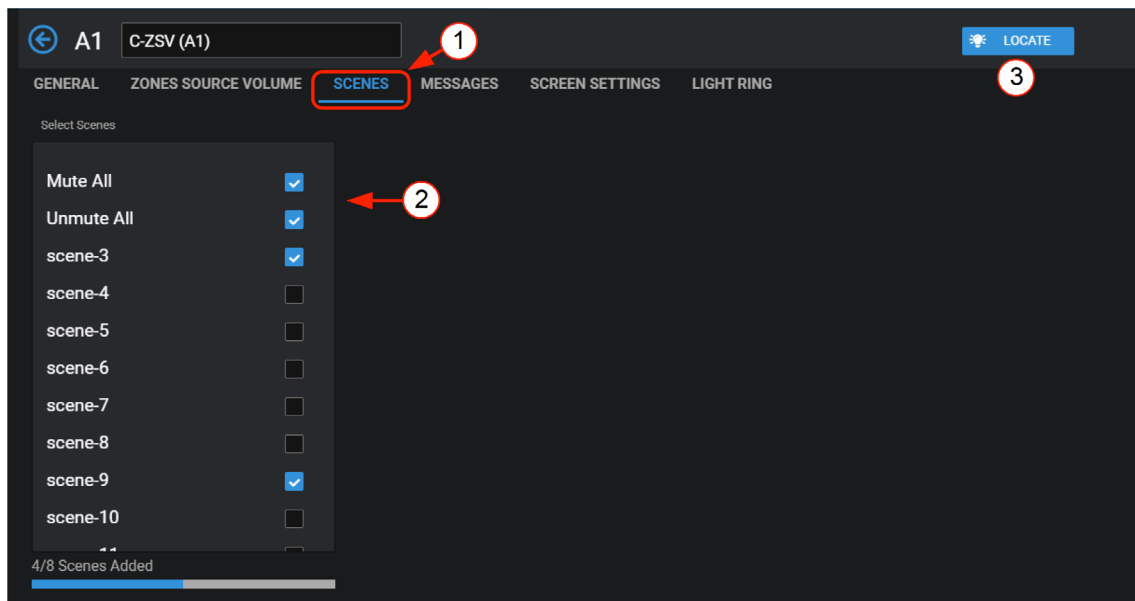 A1 C-ZSV (A1) 1 LOCATE
3
GENERAL ZONES SOURCE VOLUME SCENES MESSAGES SCREEN SETTINGS LIGHT RING
Select Scenes
Mute All
2
Unmute All
scene-3
scene-4
scene-5
scene-6
scene-7
scene-8
scene-9
scene-10
4/8 Scenes Added